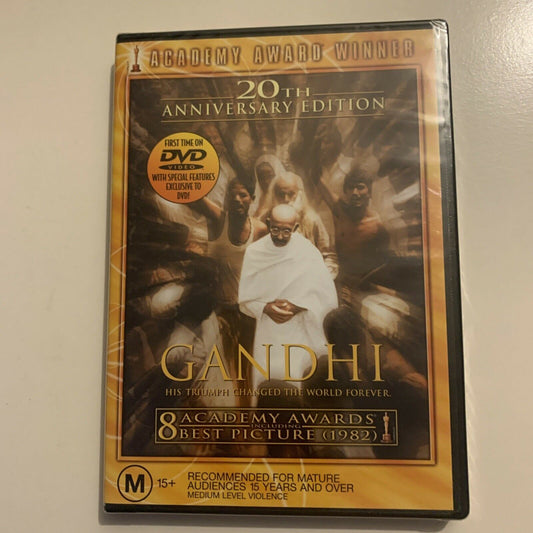 ACADEMY AWARD WINNER
20TH
ANNIVERSARY EDITION
FIRST TIME ON
DVD
VIDEO
WITH SPECIAL FEATURES
EXCLUSIVE TO
DVD!
GANDHI
HIS TRIUMPH CHANGED THE WORLD FOREVER.
8 ACADEMY AWARDS®
INCLUDING
BEST PICTURE (1982)
M 15+
RECOMMENDED FOR MATURE
AUDIENCES 15 YEARS AND OVER
MEDIUM LEVEL VIOLENCE